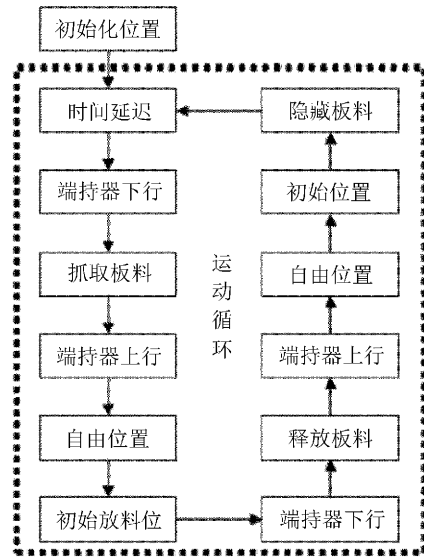 初始化位置
时间延迟
端持器下行
抓取板料
端持器上行
自由位置
初始放料位
端持器下行
释放板料
端持器上行
自由位置
初始位置
隐藏板料
运动循环